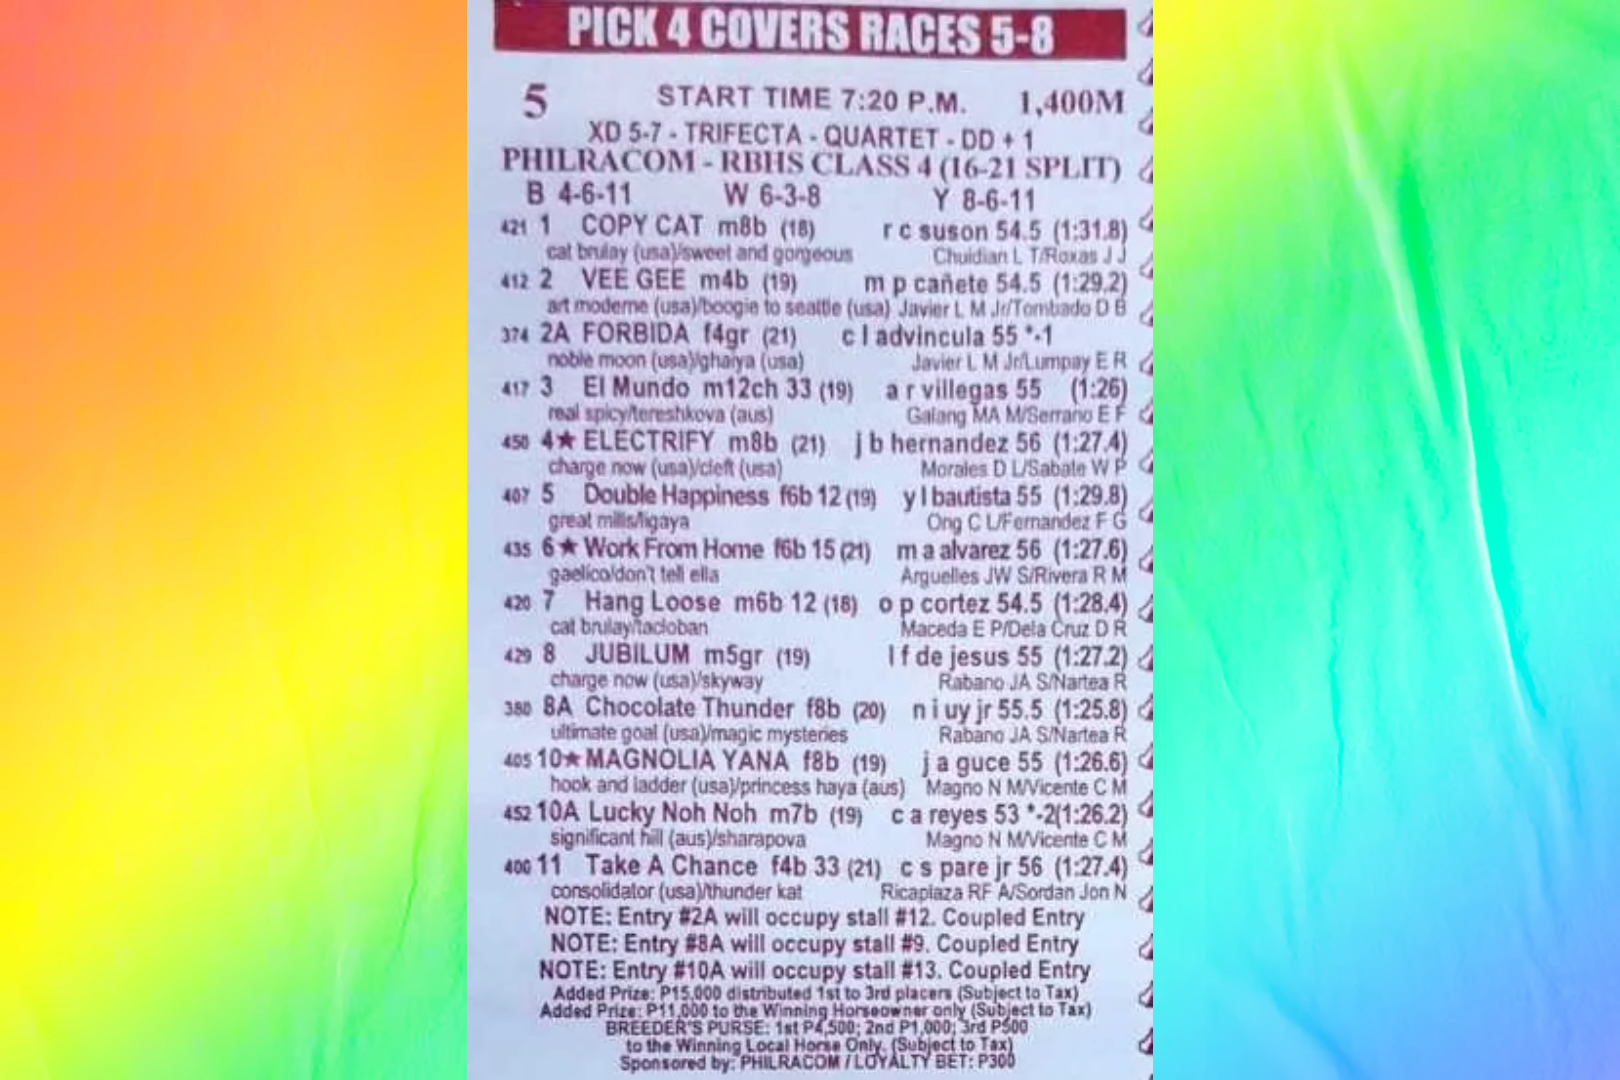 PICK 4 COVERS RACES 5-8
5 START TIME 7:20 P.M. 1,400M
XD 5-7 - TRIFECTA - QUARTET - DD + 1
PHILRACOM - RBHS CLASS 4 (16-21 SPLIT)
B 4-6-11 W 6-3-8 Y 8-6-11
421 1 COPY CAT m8b (18) r c suson 54.5 (1:31.8)
cat brulay (usa)/sweet and gorgeous Chuidian L T/Roxas J J
412 2 VEE GEE m4b (19) m p cañete 54.5 (1:29.2)
art moderne (usa)/boogie to seattle (usa) Javier L M Jr/Tombado D B
374 2A FORBIDA f4gr (21) c l advincula 55 *-1
noble moon (usa)/ghaiya (usa) Javier L M Jr/Lumpay E R
417 3 El Mundo m12ch 33 (19) a r villegas 55 (1:26)
real spicy/tereshkova (aus) Galang MA M/Serrano E F
450 4★ ELECTRIFY m8b (21) j b hernandez 56 (1:27.4)
charge now (usa)/cleft (usa) Morales D L/Sabate W P
407 5 Double Happiness f6b 12 (19) y l bautista 55 (1:29.8)
great mills/ligaya Ong C L/Fernandez F G
435 6★ Work From Home f6b 15 (21) m a alvarez 56 (1:27.6)
gaelico/don't tell ella Arguelles JW S/Rivera R M
420 7 Hang Loose m6b 12 (18) o p cortez 54.5 (1:28.4)
cat brulay/tacloban Maceda E P/Dela Cruz D R
429 8 JUBILUM m5gr (19) l f de jesus 55 (1:27.2)
charge now (usa)/skyway Rabano JA S/Nartea R
380 8A Chocolate Thunder f8b (20) n i uy jr 55.5 (1:25.8)
ultimate goal (usa)/magic mysteries Rabano JA S/Nartea R
405 10★ MAGNOLIA YANA f8b (19) j a guce 55 (1:26.6)
hook and ladder (usa)/princess haya (aus) Magno N M/Vicente C M
452 10A Lucky Noh Noh m7b (19) c a reyes 53 *-2(1:26.2)
significant hill (aus)/sharapova Magno N M/Vicente C M
400 11 Take A Chance f4b 33 (21) c s pare jr 56 (1:27.4)
consolidator (usa)/thunder kat Ricaplaza RF A/Sordan Jon N
NOTE: Entry #2A will occupy stall #12. Coupled Entry
NOTE: Entry #8A will occupy stall #9. Coupled Entry
NOTE: Entry #10A will occupy stall #13. Coupled Entry
Added Prize: P15,000 distributed 1st to 3rd placers (Subject to Tax)
Added Prize: P11,000 to the Winning Horseowner only (Subject to Tax)
BREEDER'S PURSE: 1st P4,500; 2nd P1,000; 3rd P500
to the Winning Local Horse Only. (Subject to Tax)
Sponsored by: PHILRACOM / LOYALTY BET: P300